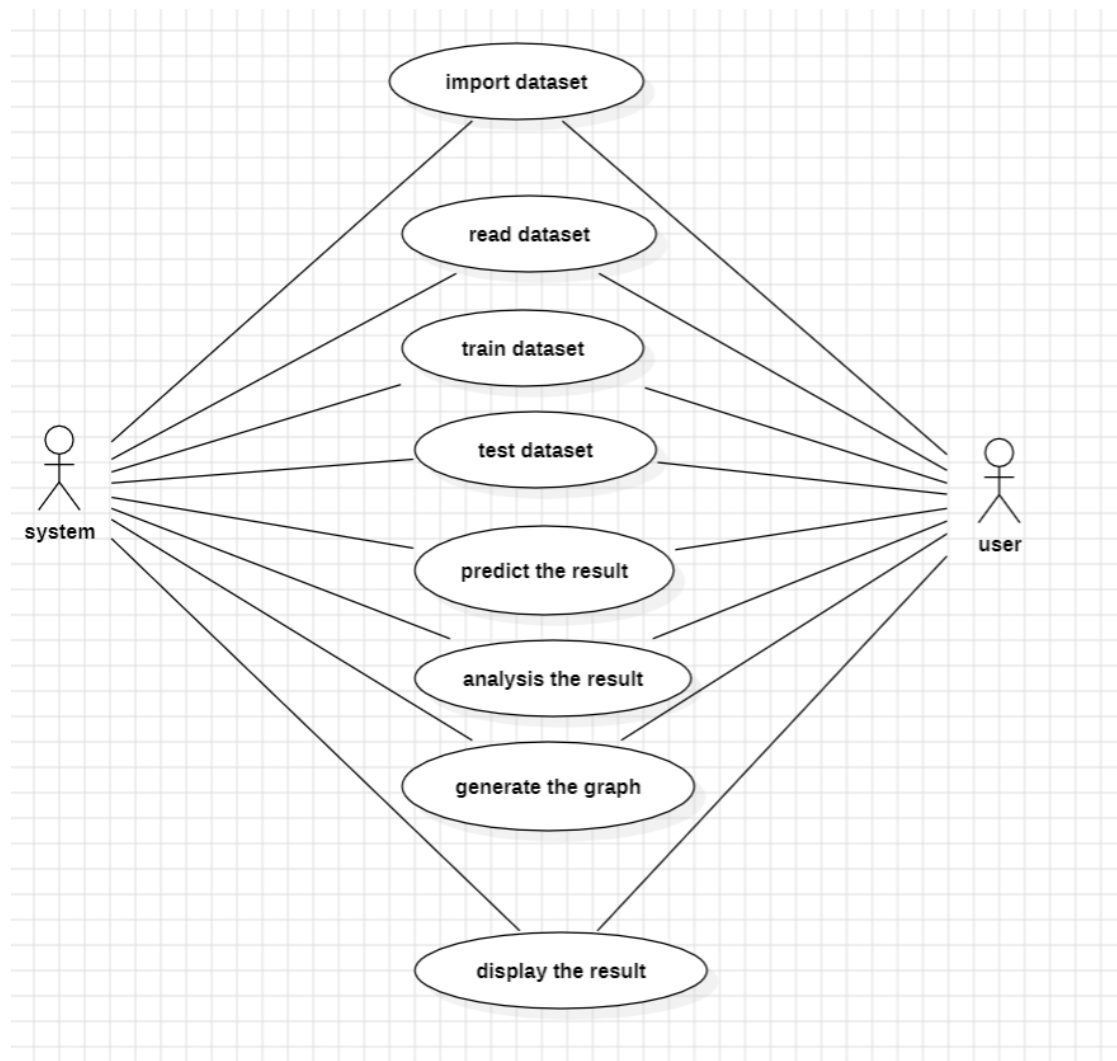 import dataset
read dataset
train dataset
test dataset
system
user
predict the result
analysis the result
generate the graph
display the result